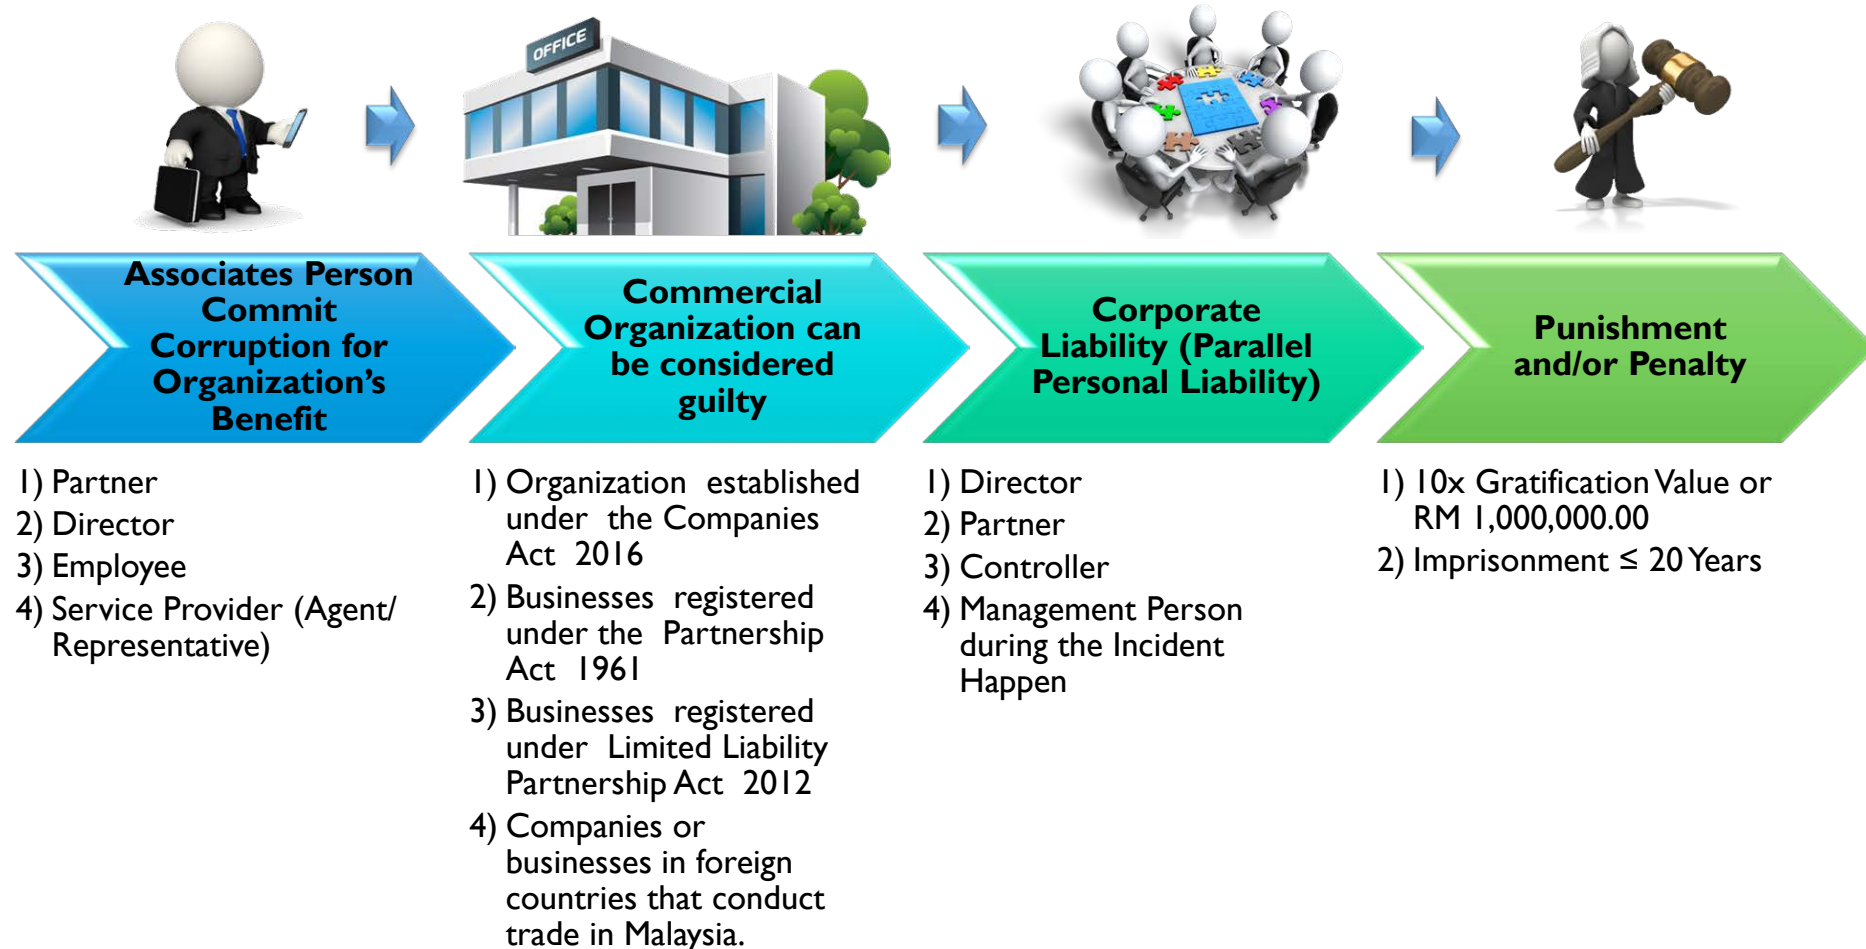 OFFICE
Associates Person
Commit
Corruption for
Organization's
Benefit
1) Partner
2) Director
3) Employee
4) Service Provider (Agent/
Representative)
Commercial
Organization can
be considered
guilty
1) Organization established
under the Companies
Act 2016
2) Businesses registered
under the Partnership
Act 1961
3) Businesses registered
under Limited Liability
Partnership Act 2012
4) Companies or
businesses in foreign
countries that conduct
trade in Malaysia.
Corporate
Liability (Parallel
Personal Liability)
1) Director
2) Partner
3) Controller
4) Management Person
during the Incident
Happen
Punishment
and/or Penalty
1) 10x Gratification Value or
RM 1,000,000.00
2) Imprisonment ≤ 20 Years